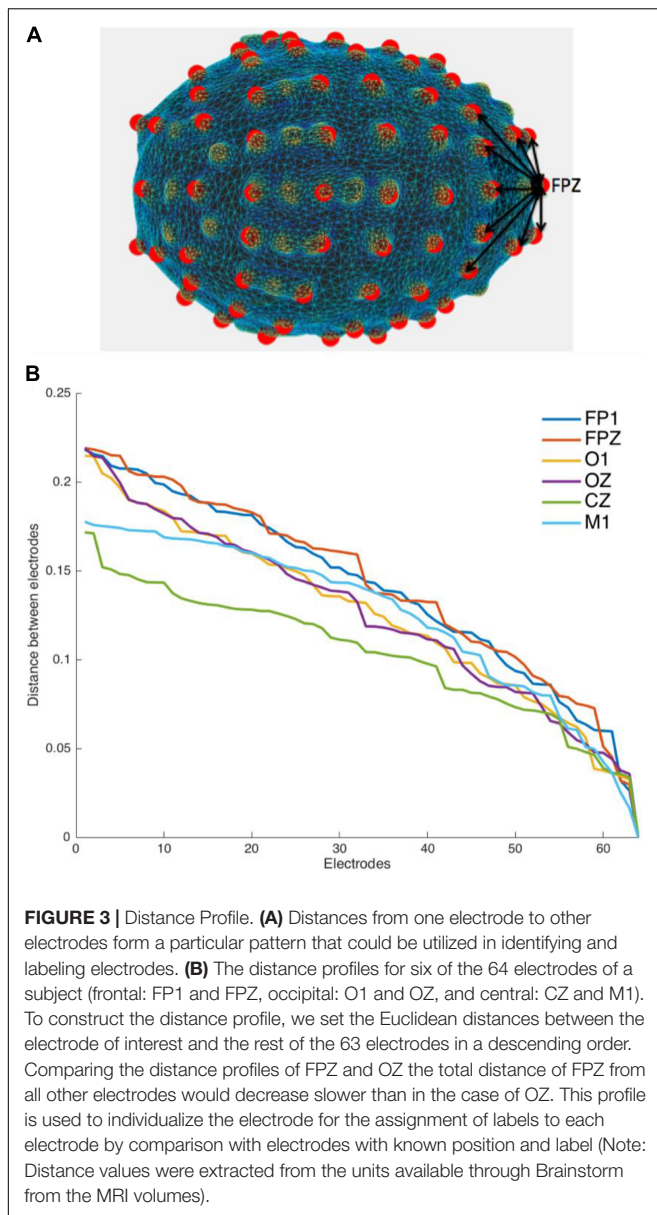 A
FPZ
B
0.25
0.2
0.15
0.1
0.05
0
Distance between electrodes
FP1
FPZ
O1
OZ
CZ
M1
0 10 20 30 40 50 60
Electrodes
FIGURE 3 | Distance Profile. (A) Distances from one electrode to other
electrodes form a particular pattern that could be utilized in identifying and
labeling electrodes. (B) The distance profiles for six of the 64 electrodes of a
subject (frontal: FP1 and FPZ, occipital: O1 and OZ, and central: CZ and M1).
To construct the distance profile, we set the Euclidean distances between the
electrode of interest and the rest of the 63 electrodes in a descending order.
Comparing the distance profiles of FPZ and OZ the total distance of FPZ from
all other electrodes would decrease slower than in the case of OZ. This profile
is used to individualize the electrode for the assignment of labels to each
electrode by comparison with electrodes with known position and label (Note:
Distance values were extracted from the units available through Brainstorm
from the MRI volumes).